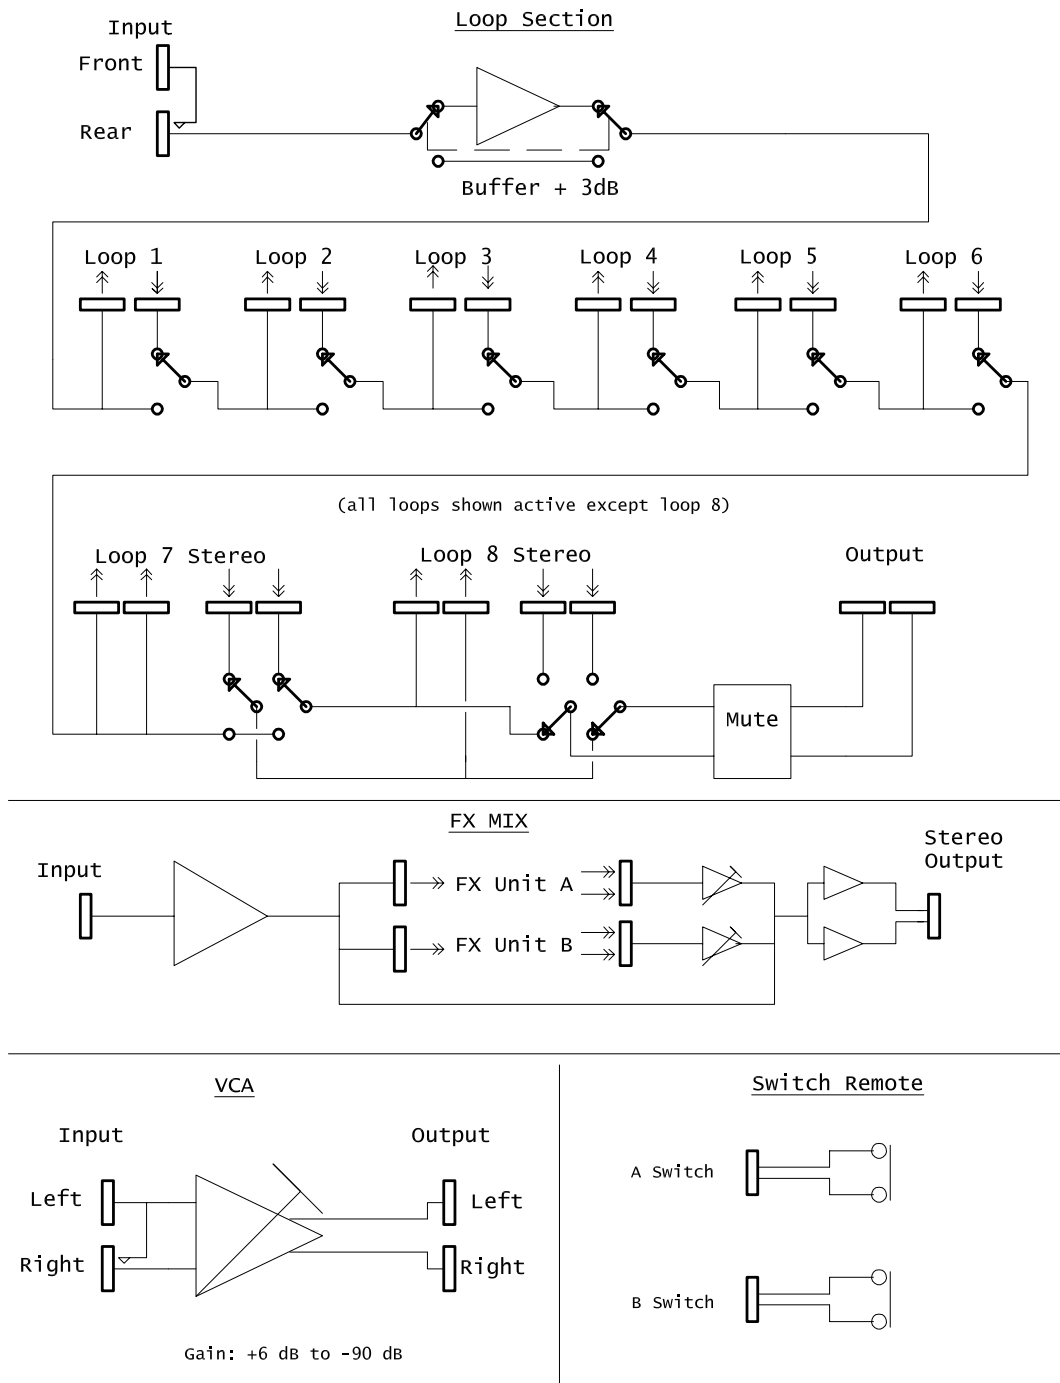 Loop Section
Input
Front
Rear
Buffer + 3dB
Loop 1
Loop 2
Loop 3
Loop 4
Loop 5
Loop 6
(all loops shown active except loop 8)
Loop 7 Stereo
Loop 8 Stereo
Output
Mute
FX MIX
Input
FX Unit A
FX Unit B
Stereo
Output
VCA
Input
Output
Left
Left
Right
Right
Gain: +6 dB to -90 dB
Switch Remote
A Switch
B Switch